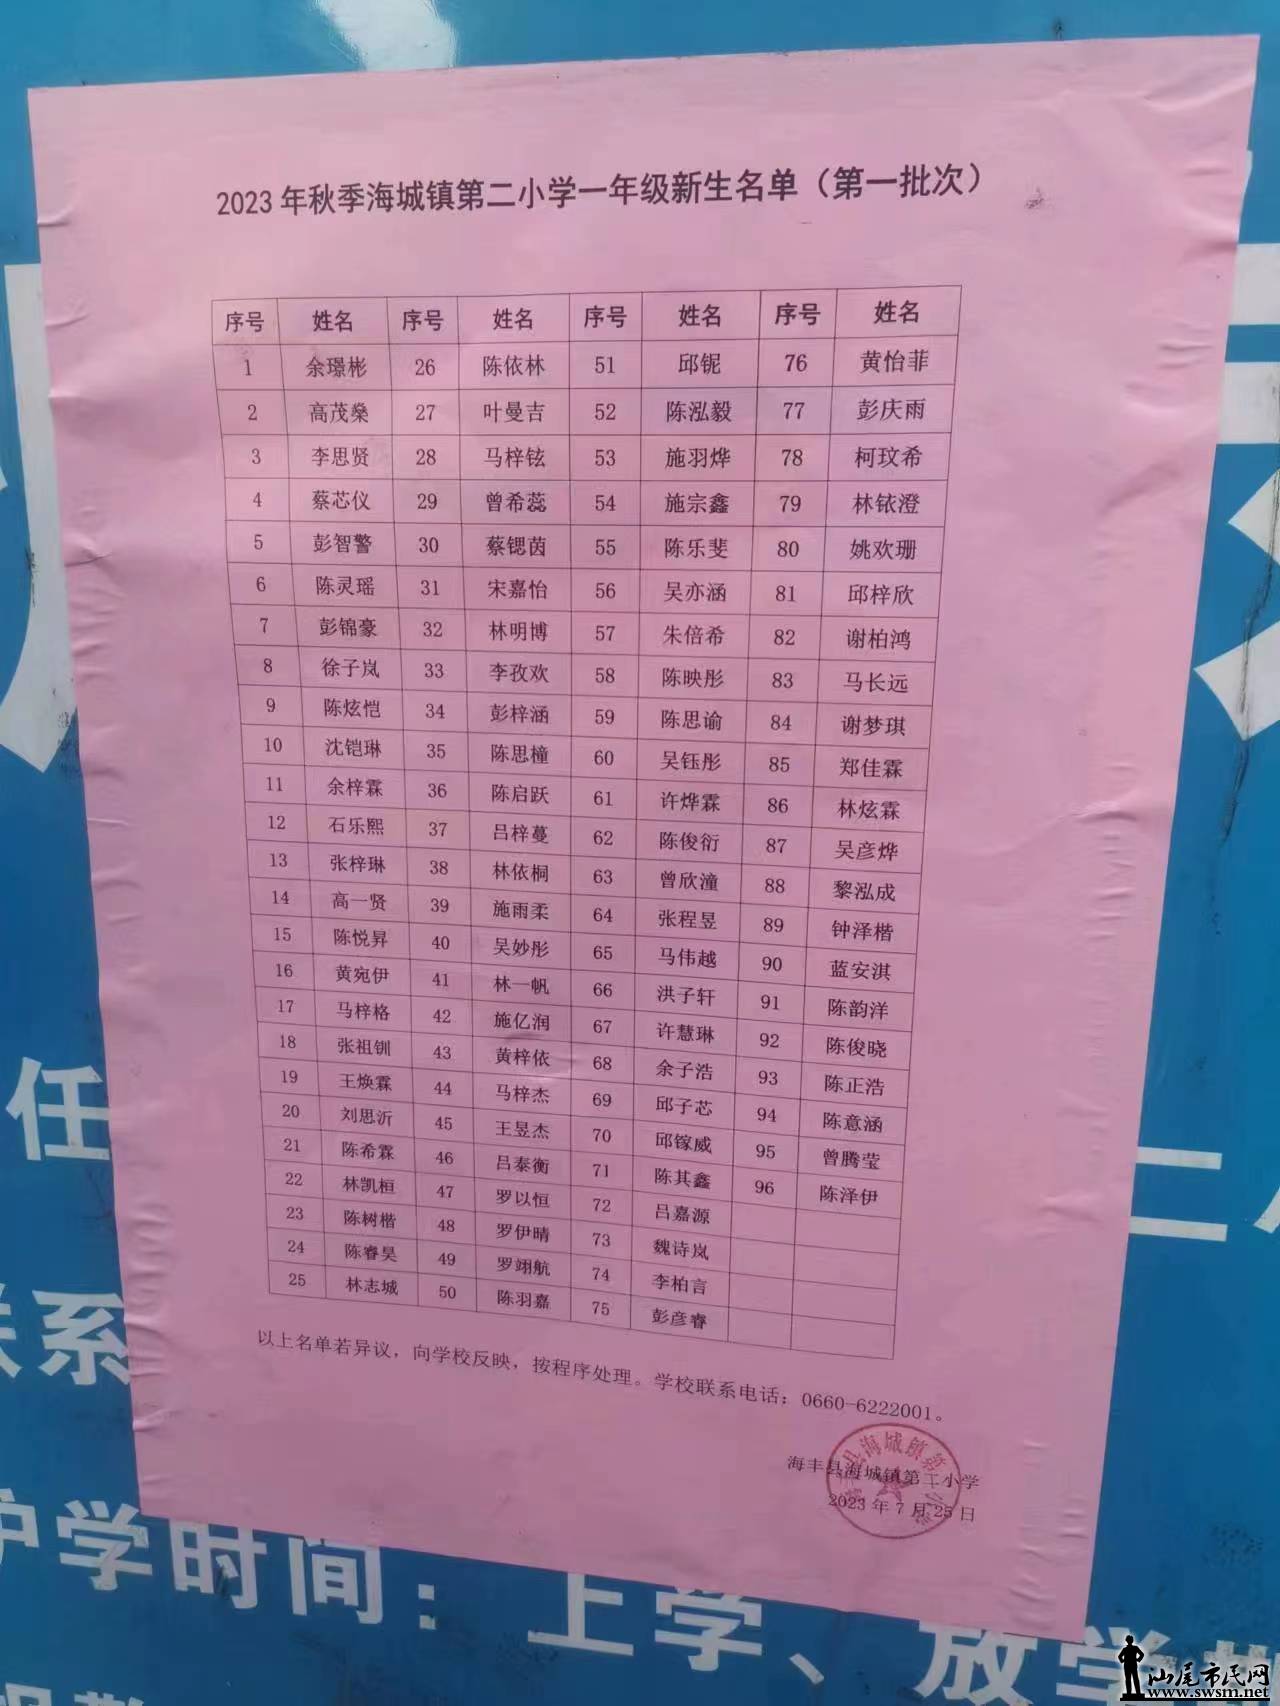 2023年秋季海城镇第二小学一年级新生名单（第一批次）
序号 姓名 序号 姓名 序号 姓名 序号 姓名
1 余璟彬 26 陈依林 51 邱铌 76 黄怡菲
2 高茂燊 27 叶曼吉 52 陈泓毅 77 彭庆雨
3 李思贤 28 马梓铉 53 施羽烨 78 柯玟希
4 蔡芯仪 29 曾希蕊 54 施宗鑫 79 林铱澄
5 彭智警 30 蔡锶茵 55 陈乐斐 80 姚欢珊
6 陈灵瑶 31 宋嘉怡 56 吴亦涵 81 邱梓欣
7 彭锦豪 32 林明博 57 朱倍希 82 谢柏鸿
8 徐子岚 33 李孜欢 58 陈映彤 83 马长远
9 陈炫恺 34 彭梓涵 59 陈思谕 84 谢梦琪
10 沈铠琳 35 陈思橦 60 吴钰彤 85 郑佳霖
11 余梓霖 36 陈启跃 61 许烨霖 86 林炫霖
12 石乐熙 37 吕梓蔓 62 陈俊衍 87 吴彦烨
13 张梓琳 38 林依桐 63 曾欣潼 88 黎泓成
14 高一贤 39 施雨柔 64 张程昱 89 钟泽楷
15 陈悦昇 40 吴妙彤 65 马伟越 90 蓝安淇
16 黄宛伊 41 林一帆 66 洪子轩 91 陈韵洋
17 马梓格 42 施亿润 67 许慧琳 92 陈俊晓
18 张祖钏 43 黄梓依 68 余子浩 93 陈正浩
19 王焕霖 44 马梓杰 69 邱子芯 94 陈意涵
20 刘思沂 45 王昱杰 70 邱镓威 95 曾腾莹
21 陈希霖 46 吕泰衡 71 陈其鑫 96 陈泽伊
22 林凯桓 47 罗以恒 72 吕嘉源
23 陈树楷 48 罗伊晴 73 魏诗岚
24 陈睿昊 49 罗翊航 74 李柏言
25 林志城 50 陈羽嘉 75 彭彦睿
以上名单若异议，向学校反映，按程序处理。学校联系电话：0660-6222001。
海丰县海城镇第二小学
2023年7月25日
任
联系
护学时间：上学、放学
汕尾市民网
www.swsm.net